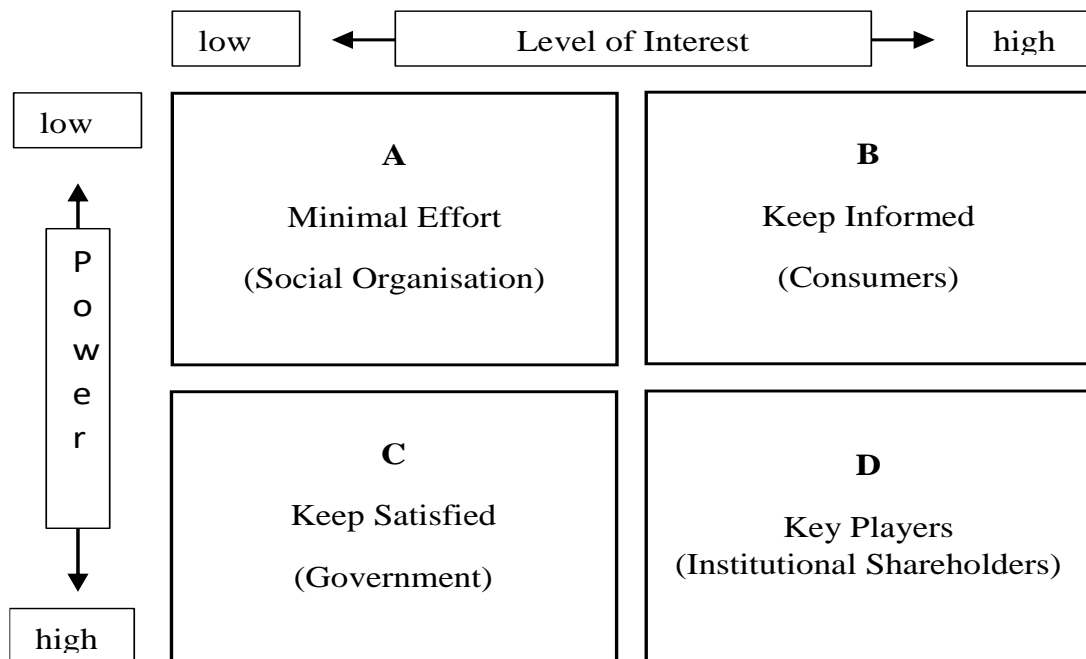 low
Level of Interest
high
low
A
Minimal Effort
(Social Organisation)
B
Keep Informed
(Consumers)
P
o
w
e
r
C
Keep Satisfied
(Government)
D
Key Players
(Institutional Shareholders)
high